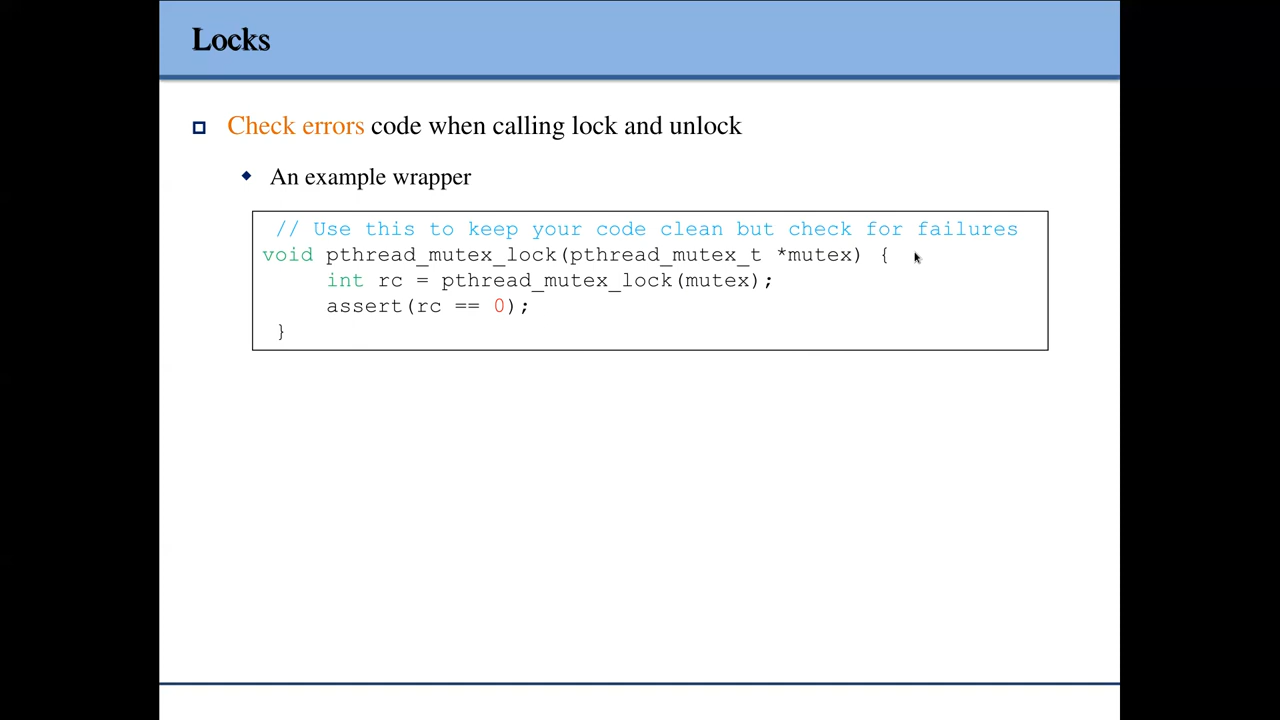 Locks
Check errors code when calling lock and unlock
An example wrapper
// Use this to keep your code clean but check for failures
void pthread_mutex_lock(pthread_mutex_t *mutex) {
int rc = pthread_mutex_lock(mutex);
assert(rc == 0);
}